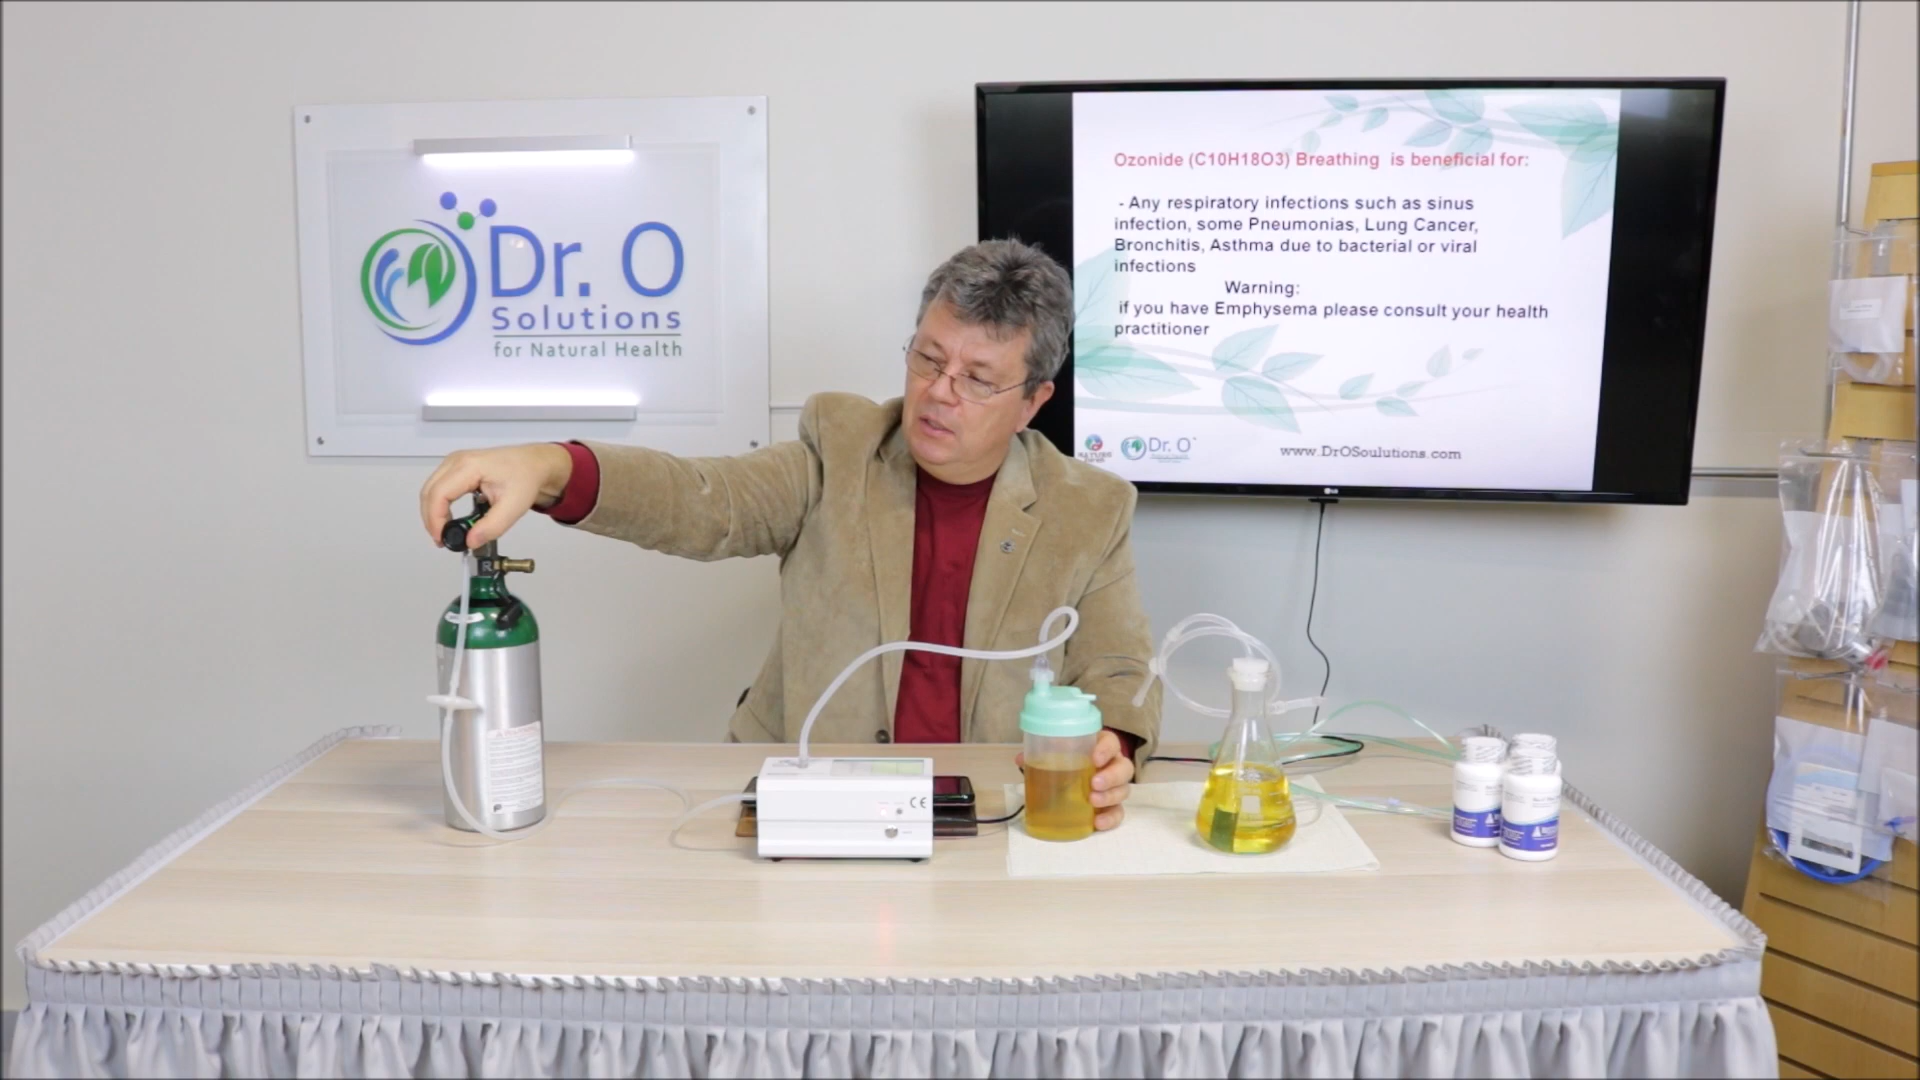 Dr. O
Solutions
for Natural Health
Ozonide (C10H18O3) Breathing is beneficial for:
- Any respiratory infections such as sinus
infection, some Pneumonias, Lung Cancer,
Bronchitis, Asthma due to bacterial or viral
infections
Warning:
if you have Emphysema please consult your health
practitioner
Dr. O
www.DrOSoulutions.com
LG
R
CE